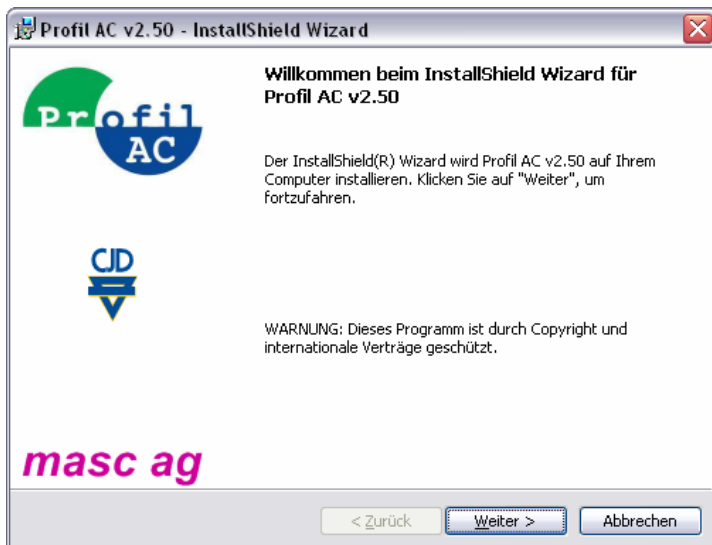 Profil AC v2.50 - InstallShield Wizard
Profil
AC
Willkommen beim InstallShield Wizard für
Profil AC v2.50
Der InstallShield(R) Wizard wird Profil AC v2.50 auf Ihrem
Computer installieren. Klicken Sie auf "Weiter", um
fortzufahren.
CJD
WARNUNG: Dieses Programm ist durch Copyright und
internationale Verträge geschützt.
masc ag
< Zurück
Weiter >
Abbrechen